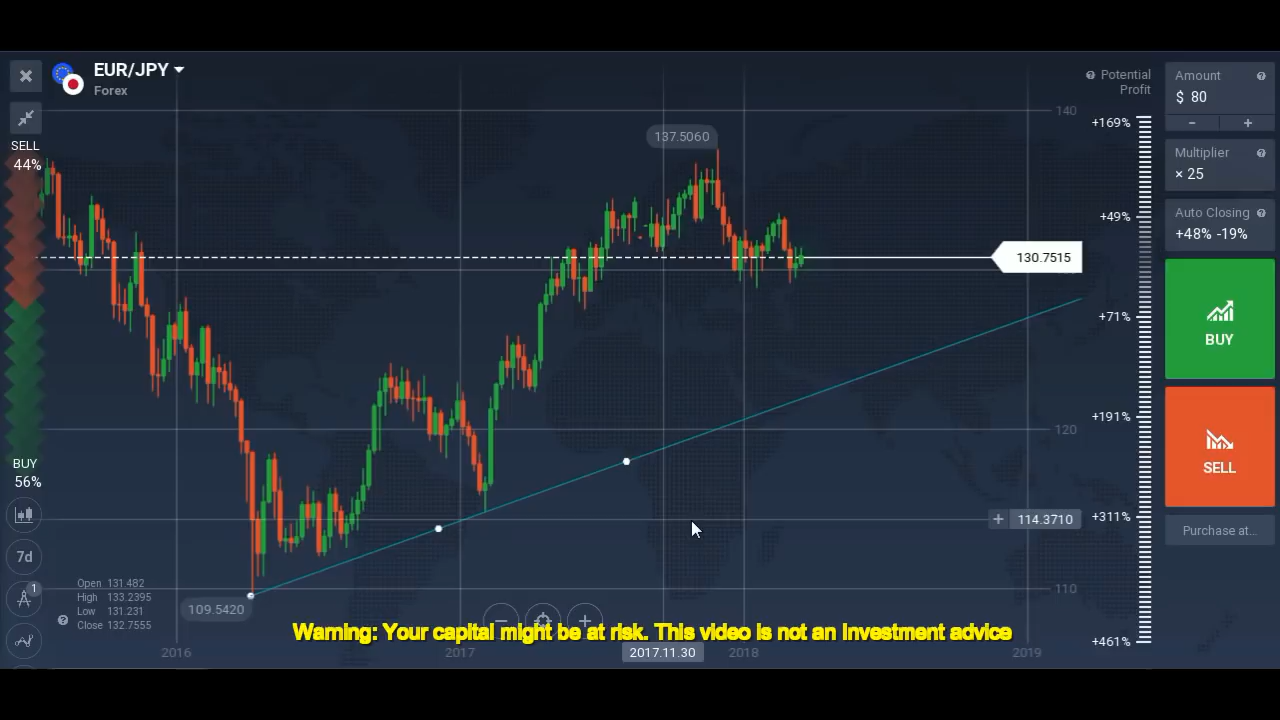 EUR/JPY
Forex
SELL
44%
BUY
56%
7d
1
Open 131.482
High 133.2395
Low 131.231
Close 132.7555
137.5060
109.5420
130.7515
114.3710
140
120
110
2016
2017
2017.11.30
2018
2019
Potential
Profit
+169%
+49%
+71%
+191%
+311%
+461%
Amount
$ 80
- +
Multiplier
× 25
Auto Closing
+48% -19%
BUY
SELL
Purchase at...
Warning: Your capital might be at risk. This video is not an investment advice